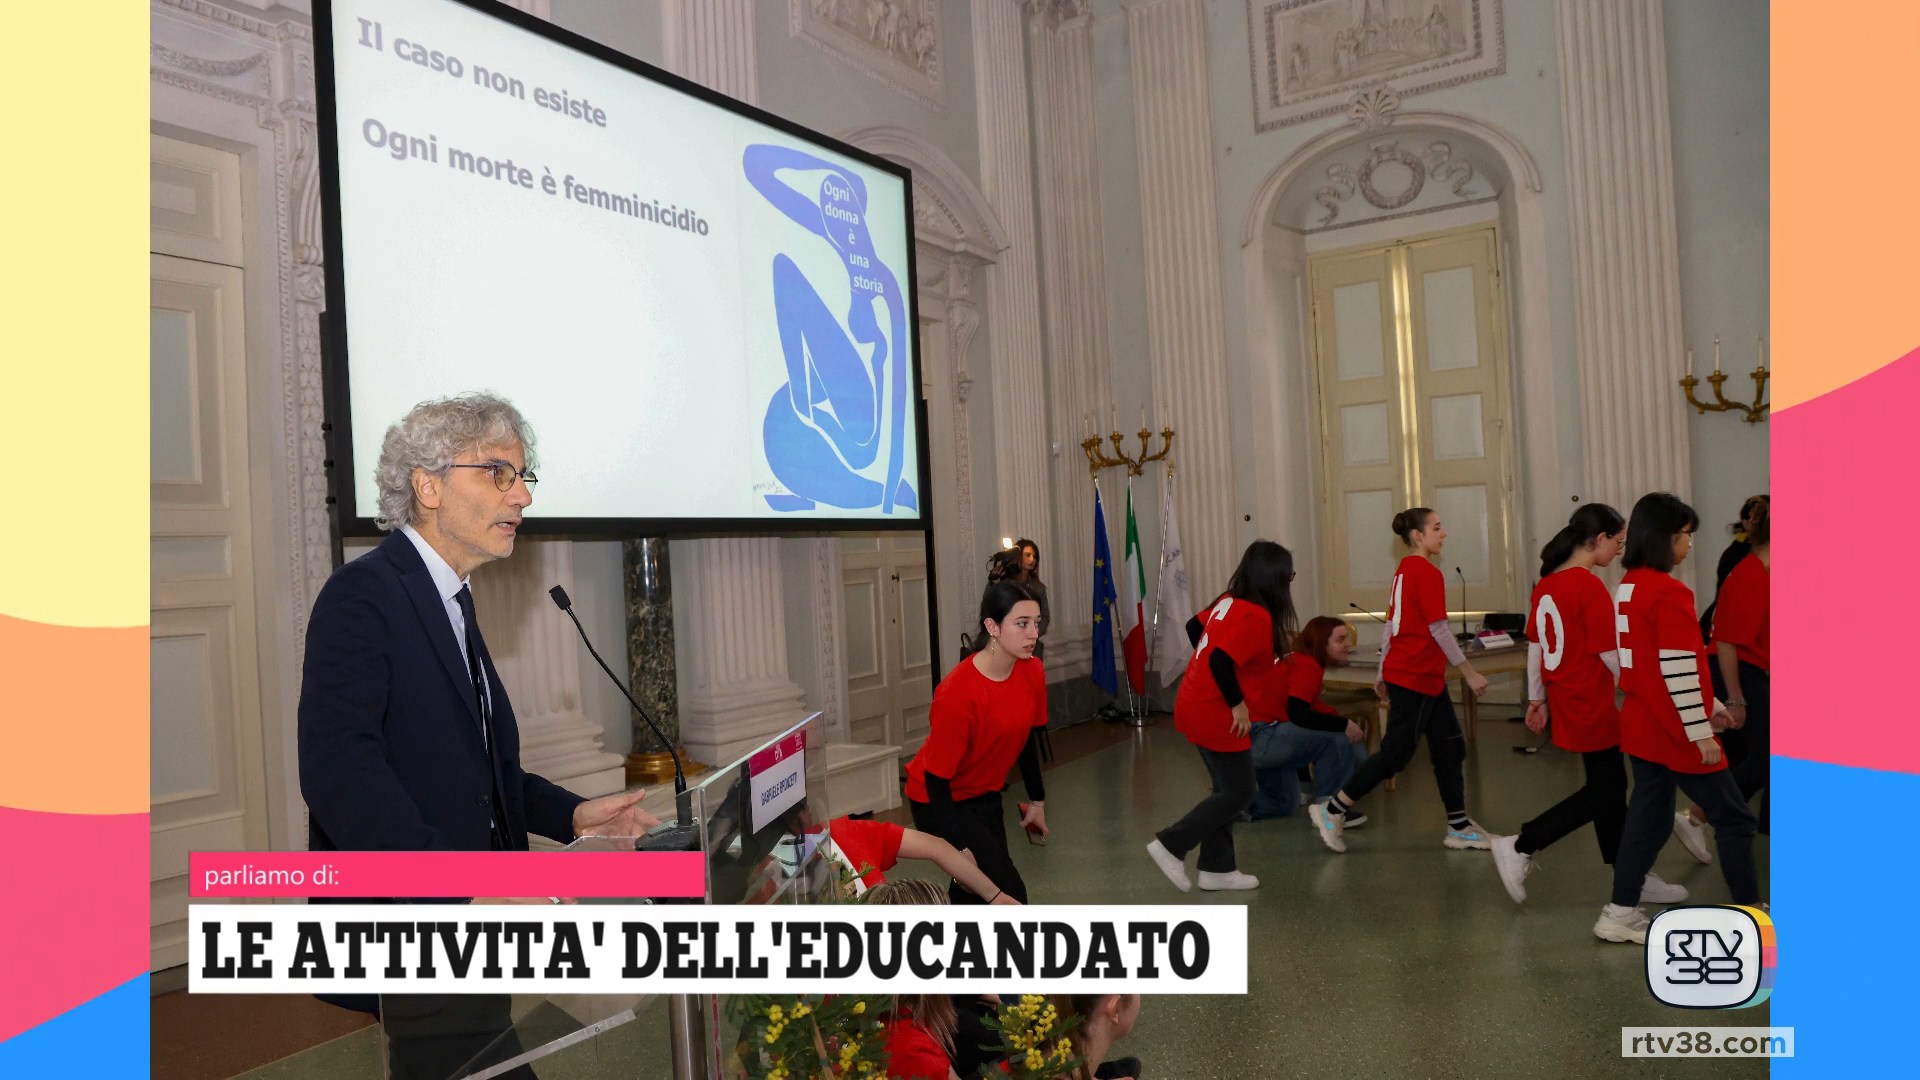 Il caso non esiste
Ogni morte è femminicidio
Ogni
donna
è
una
storia
C
U
O
E
GABRIELE
parliamo di:
LE ATTIVITA' DELL'EDUCANDATO
RTV
38
rtv38.com